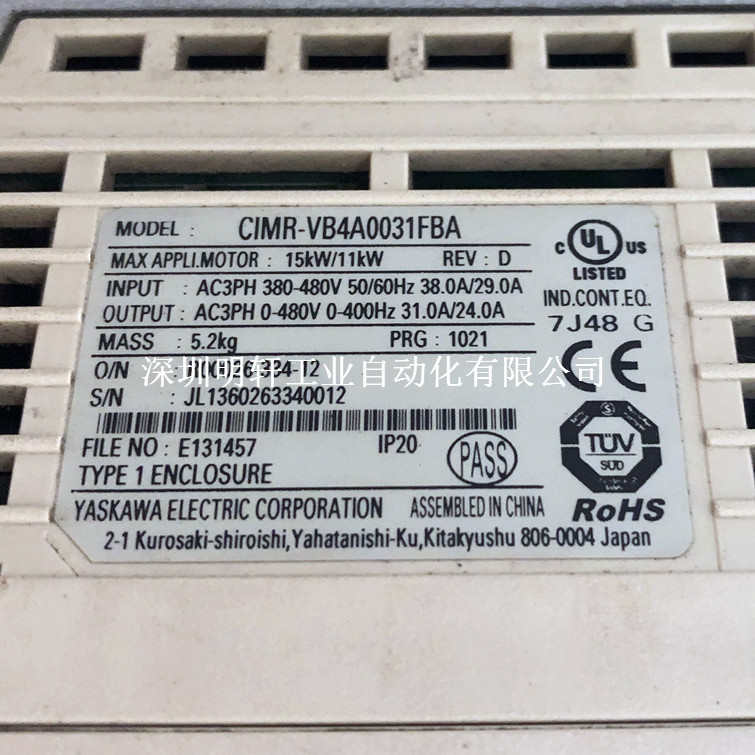 MODEL : CIMR-VB4A0031FBA
MAX APPLI.MOTOR : 15kW/11kW REV : D
INPUT : AC3PH 380-480V 50/60Hz 38.0A/29.0A
OUTPUT : AC3PH 0-480V 0-400Hz 31.0A/24.0A
MASS : 5.2kg PRG : 1021
O/N :
深圳明轩工业自动化有限公司
S/N : JL1360263340012
FILE NO : E131457 IP20
TYPE 1 ENCLOSURE
PASS
YASKAWA ELECTRIC CORPORATION ASSEMBLED IN CHINA
2-1 Kurosaki-shiroishi,Yahatanishi-Ku,Kitakyushu 806-0004 Japan
C UL US
LISTED
IND.CONT.EQ.
7J48 G
CE
TÜV
SÜD
RoHS